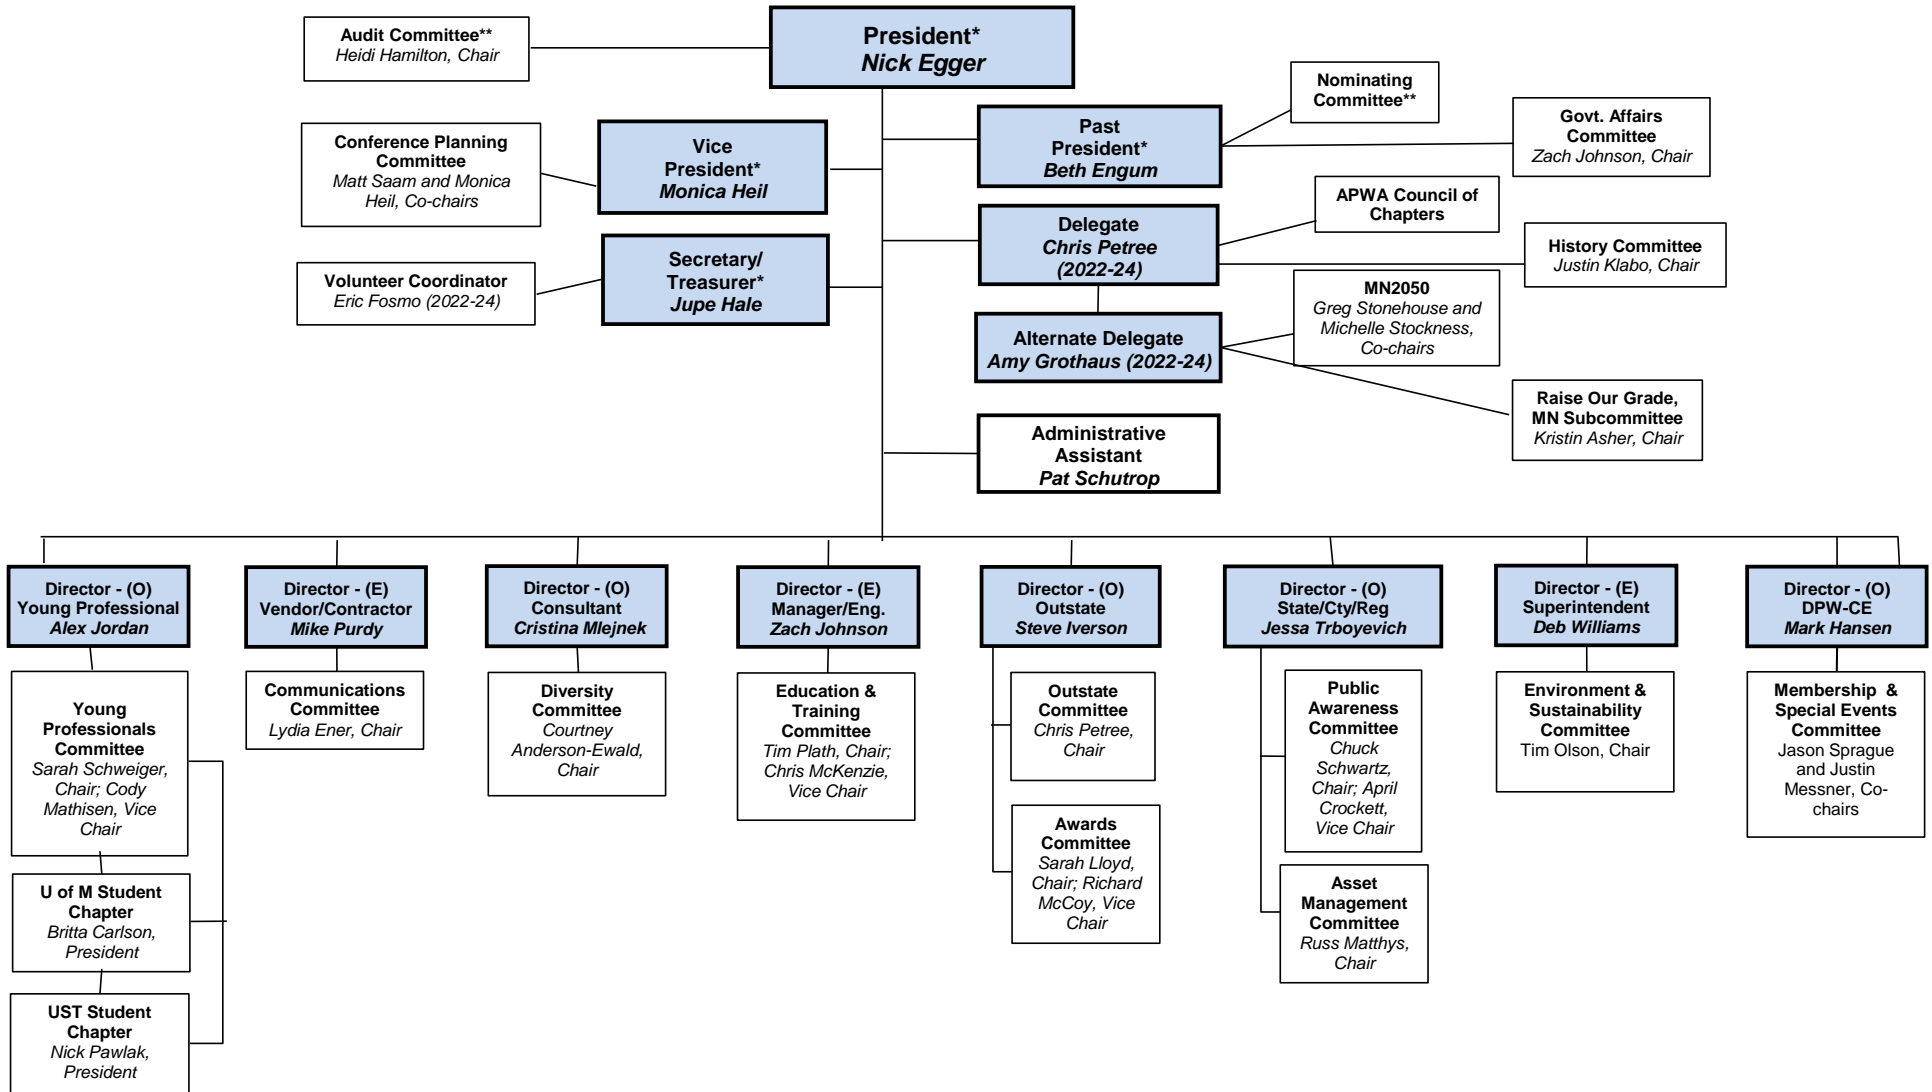 Audit Committee**
Heidi Hamilton, Chair
President*
Nick Egger
Nominating
Committee**
Govt. Affairs
Committee
Zach Johnson, Chair
Conference Planning
Committee
Matt Saam and Monica
Heil, Co-chairs
Vice
President*
Monica Heil
Past
President*
Beth Engum
APWA Council of
Chapters
Delegate
Chris Petree
(2022-24)
History Committee
Justin Klabo, Chair
Volunteer Coordinator
Eric Fosmo (2022-24)
Secretary/
Treasurer*
Jupe Hale
MN2050
Greg Stonehouse and
Michelle Stockness,
Co-chairs
Alternate Delegate
Amy Grothaus (2022-24)
Raise Our Grade,
MN Subcommittee
Kristin Asher, Chair
Administrative
Assistant
Pat Schutrop
Director - (O)
Young Professional
Alex Jordan
Director - (E)
Vendor/Contractor
Mike Purdy
Director - (O)
Consultant
Cristina Mlejnek
Director - (E)
Manager/Eng.
Zach Johnson
Director - (O)
Outstate
Steve Iverson
Director - (O)
State/Cty/Reg
Jessa Trboyevich
Director - (E)
Superintendent
Deb Williams
Director - (O)
DPW-CE
Mark Hansen
Young
Professionals
Committee
Sarah Schweiger,
Chair; Cody
Mathisen, Vice
Chair
Communications
Committee
Lydia Ener, Chair
Diversity
Committee
Courtney
Anderson-Ewald,
Chair
Education &
Training
Committee
Tim Plath, Chair;
Chris McKenzie,
Vice Chair
Outstate
Committee
Chris Petree,
Chair
Public
Awareness
Committee
Chuck
Schwartz,
Chair; April
Crockett,
Vice Chair
Environment &
Sustainability
Committee
Tim Olson, Chair
Membership &
Special Events
Committee
Jason Sprague
and Justin
Messner, Co-
chairs
Awards
Committee
Sarah Lloyd,
Chair; Richard
McCoy, Vice
Chair
U of M Student
Chapter
Britta Carlson,
President
Asset
Management
Committee
Russ Matthys,
Chair
UST Student
Chapter
Nick Pawlak,
President